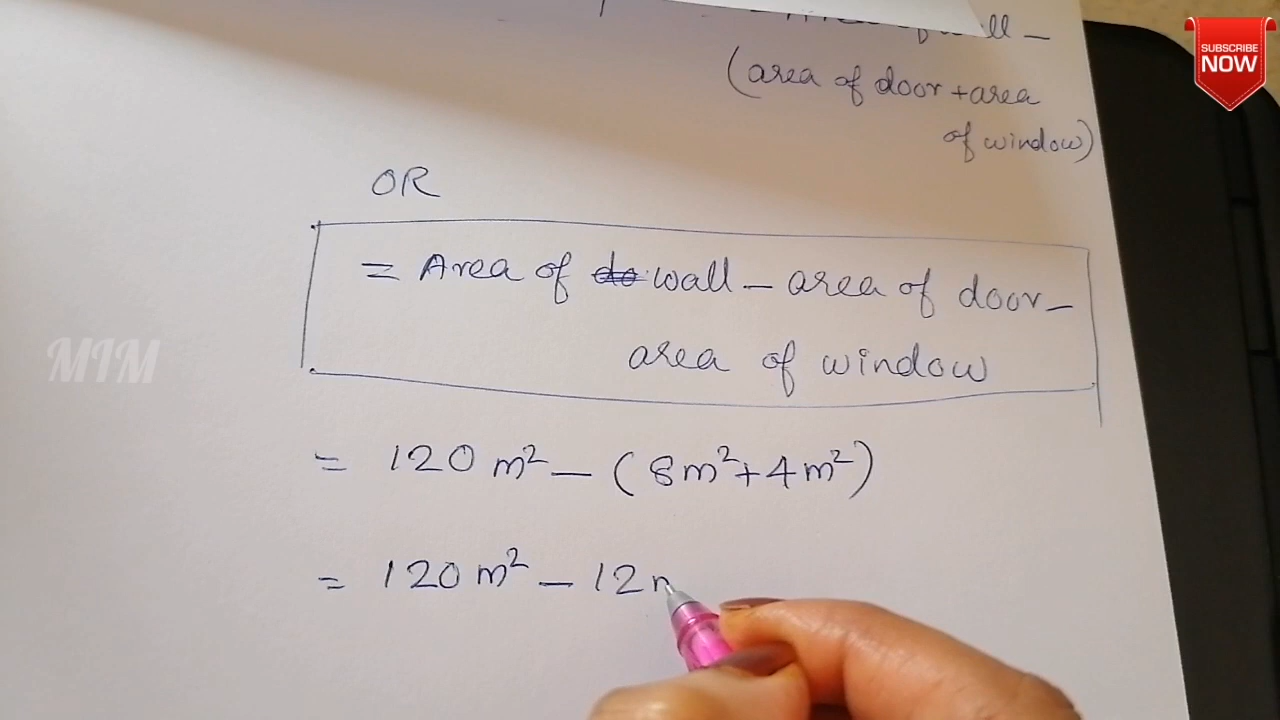 wall –
(area of door + area
of window)
OR
= Area of wall – area of door –
area of window
= 120 m² – (8m² + 4m²)
= 120 m² – 12
SUBSCRIBE
NOW
MIM